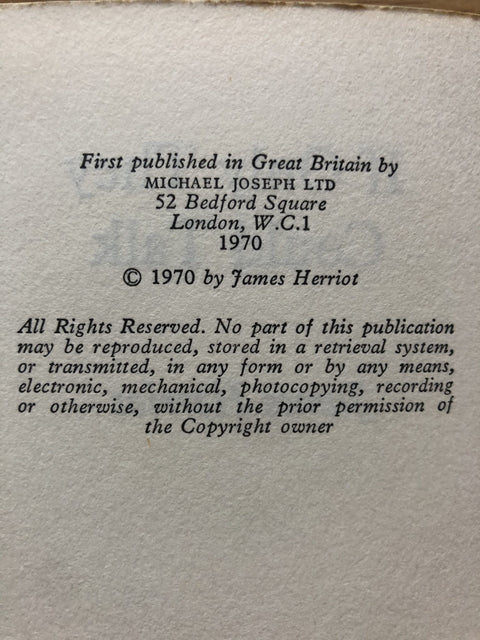 First published in Great Britain by
MICHAEL JOSEPH LTD
52 Bedford Square
London, W.C.1
1970
© 1970 by James Herriot
All Rights Reserved. No part of this publication
may be reproduced, stored in a retrieval system,
or transmitted, in any form or by any means,
electronic, mechanical, photocopying, recording
or otherwise, without the prior permission of
the Copyright owner